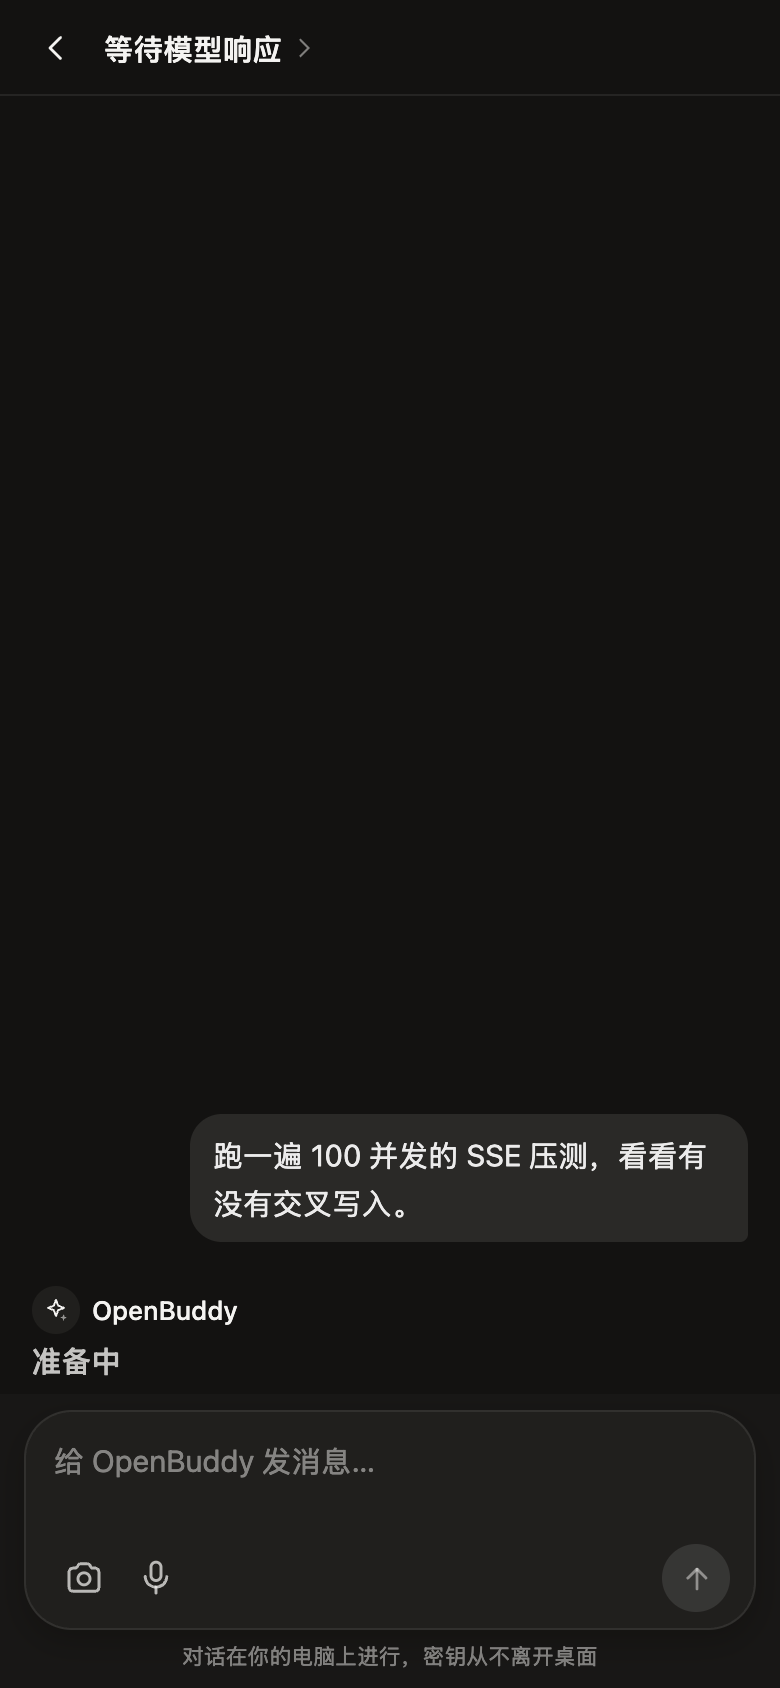 等待模型响应
跑一遍 100 并发的 SSE 压测，看看有
没有交叉写入。
OpenBuddy
准备中
给 OpenBuddy 发消息...
对话在你的电脑上进行，密钥从不离开桌面